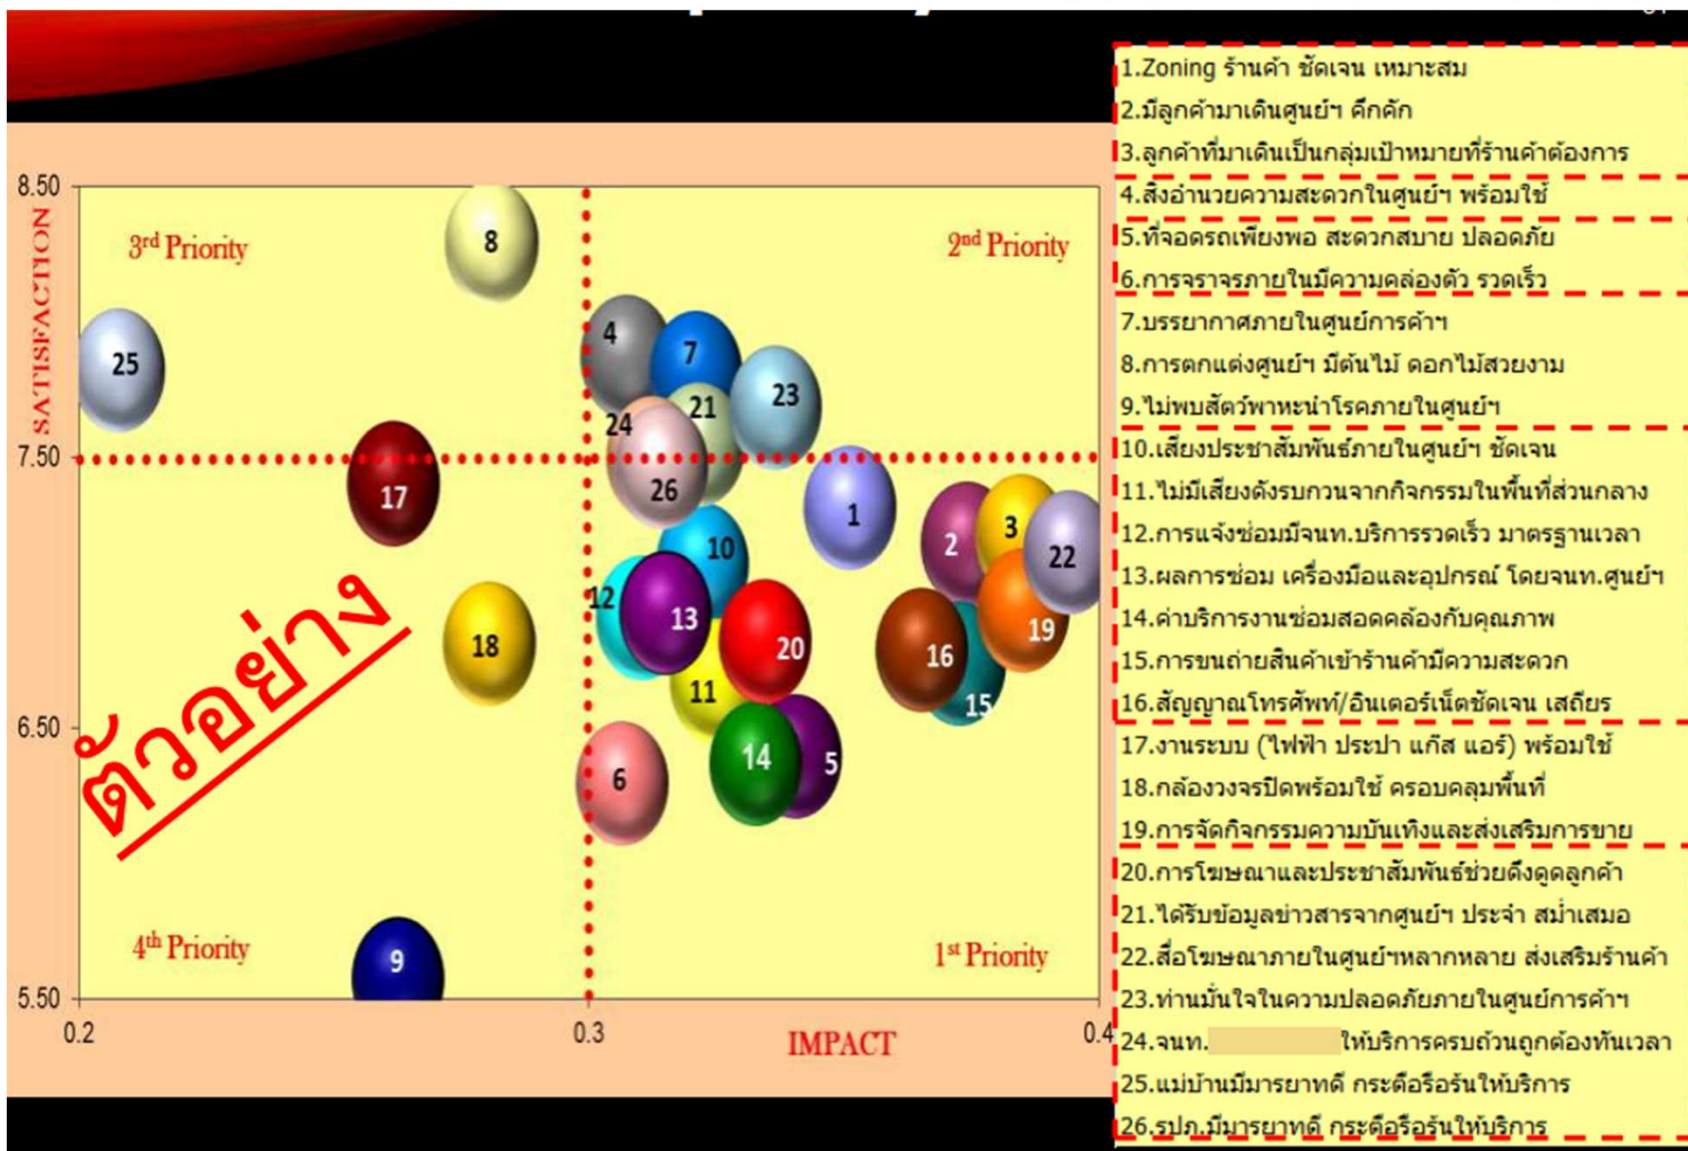 8.50
7.50
6.50
5.50
SATISFACTION
3rd Priority
2nd Priority
8
25
4
7
23
21
24
26
17
1
10
2
3
22
12
13
18
20
16
19
11
15
14
5
6
9
ตัวอย่าง
4th Priority
1st Priority
0.2
0.3
0.4
IMPACT
1.Zoning ร้านค้า ชัดเจน เหมาะสม
2.มีลูกค้ามาเดินศูนย์ฯ คึกคัก
3.ลูกค้าที่มาเดินเป็นกลุ่มเป้าหมายที่ร้านค้าต้องการ
4.สิ่งอำนวยความสะดวกในศูนย์ฯ พร้อมใช้
5.ที่จอดรถเพียงพอ สะดวกสบาย ปลอดภัย
6.การจราจรภายในมีความคล่องตัว รวดเร็ว
7.บรรยากาศภายในศูนย์การค้าฯ
8.การตกแต่งศูนย์ฯ มีต้นไม้ ดอกไม้สวยงาม
9.ไม่พบสัตว์พาหะนำโรคภายในศูนย์ฯ
10.เสียงประชาสัมพันธ์ภายในศูนย์ฯ ชัดเจน
11.ไม่มีเสียงดังรบกวนจากกิจกรรมในพื้นที่ส่วนกลาง
12.การแจ้งซ่อมมีจนท.บริการรวดเร็ว มาตรฐานเวลา
13.ผลการซ่อม เครื่องมือและอุปกรณ์ โดยจนท.ศูนย์ฯ
14.ค่าบริการงานซ่อมสอดคล้องกับคุณภาพ
15.การขนถ่ายสินค้าเข้าร้านค้ามีความสะดวก
16.สัญญาณโทรศัพท์/อินเตอร์เน็ตชัดเจน เสถียร
17.งานระบบ (ไฟฟ้า ประปา แก๊ส แอร์) พร้อมใช้
18.กล้องวงจรปิดพร้อมใช้ ครอบคลุมพื้นที่
19.การจัดกิจกรรมความบันเทิงและส่งเสริมการขาย
20.การโฆษณาและประชาสัมพันธ์ช่วยดึงดูดลูกค้า
21.ได้รับข้อมูลข่าวสารจากศูนย์ฯ ประจำ สม่ำเสมอ
22.สื่อโฆษณาภายในศูนย์ฯหลากหลาย ส่งเสริมร้านค้า
23.ท่านมั่นใจในความปลอดภัยภายในศูนย์การค้าฯ
24.จนท. ให้บริการครบถ้วนถูกต้องทันเวลา
25.แม่บ้านมีมารยาทดี กระตือรือร้นให้บริการ
26.รปภ.มีมารยาทดี กระตือรือร้นให้บริการ